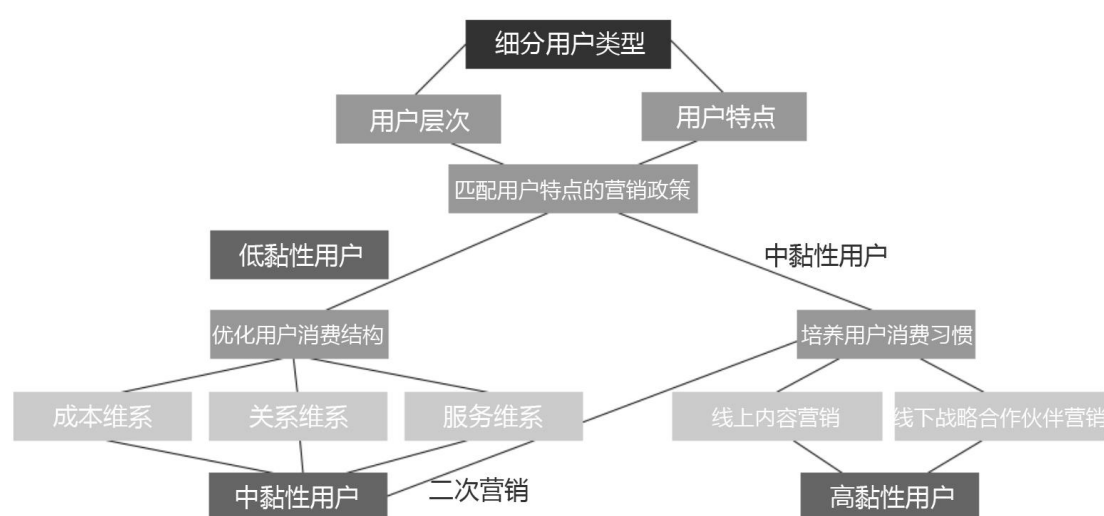 细分用户类型
用户层次
用户特点
匹配用户特点的营销政策
低黏性用户
中黏性用户
优化用户消费结构
培养用户消费习惯
成本维系
关系维系
服务维系
线上内容营销
线下战略合作伙伴营销
中黏性用户
二次营销
高黏性用户